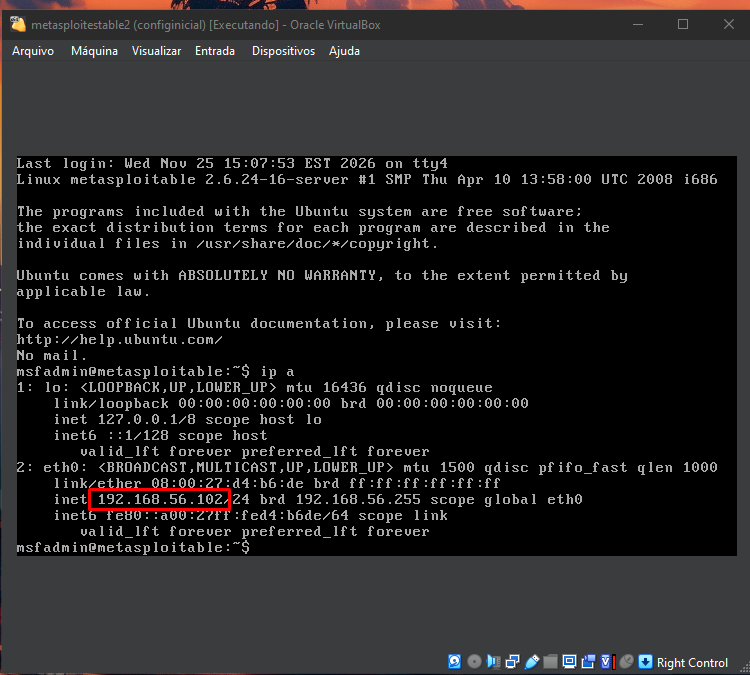 metasploitestable2 (configinicial) [Executando] - Oracle VirtualBox
Arquivo Máquina Visualizar Entrada Dispositivos Ajuda
Last login: Wed Nov 25 15:07:53 EST 2026 on tty4
Linux metasploitable 2.6.24-16-server #1 SMP Thu Apr 10 13:58:00 UTC 2008 i686
The programs included with the Ubuntu system are free software;
the exact distribution terms for each program are described in the
individual files in /usr/share/doc/*/copyright.
Ubuntu comes with ABSOLUTELY NO WARRANTY, to the extent permitted by
applicable law.
To access official Ubuntu documentation, please visit:
http://help.ubuntu.com/
No mail.
msfadmin@metasploitable:~$ ip a
1: lo: <LOOPBACK,UP,LOWER_UP> mtu 16436 qdisc noqueue
link/loopback 00:00:00:00:00:00 brd 00:00:00:00:00:00
inet 127.0.0.1/8 scope host lo
inet6 ::1/128 scope host
valid_lft forever preferred_lft forever
2: eth0: <BROADCAST,MULTICAST,UP,LOWER_UP> mtu 1500 qdisc pfifo_fast qlen 1000
link/ether 08:00:27:d4:b6:de brd ff:ff:ff:ff:ff:ff
inet 192.168.56.102/24 brd 192.168.56.255 scope global eth0
inet6 fe80::a00:27ff:fed4:b6de/64 scope link
valid_lft forever preferred_lft forever
msfadmin@metasploitable:~$
Right Control